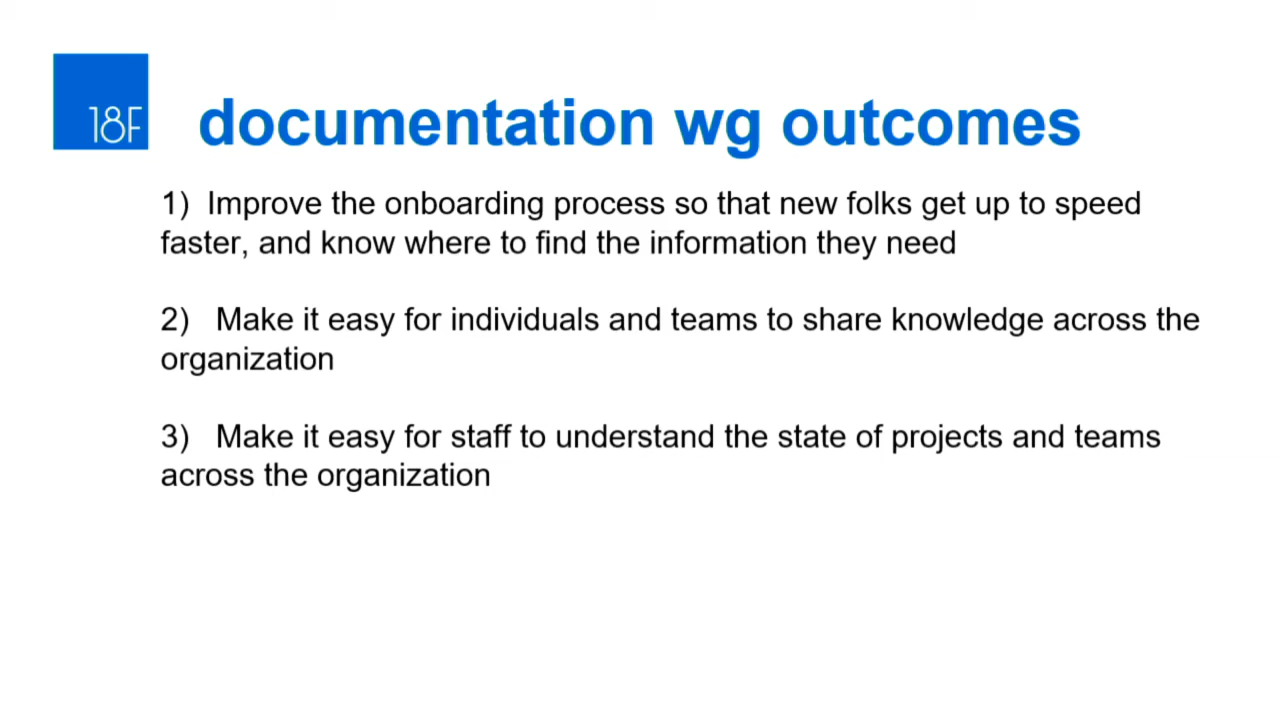 18F
documentation wg outcomes
1)  Improve the onboarding process so that new folks get up to speed
faster, and know where to find the information they need
2)   Make it easy for individuals and teams to share knowledge across the
organization
3)   Make it easy for staff to understand the state of projects and teams
across the organization